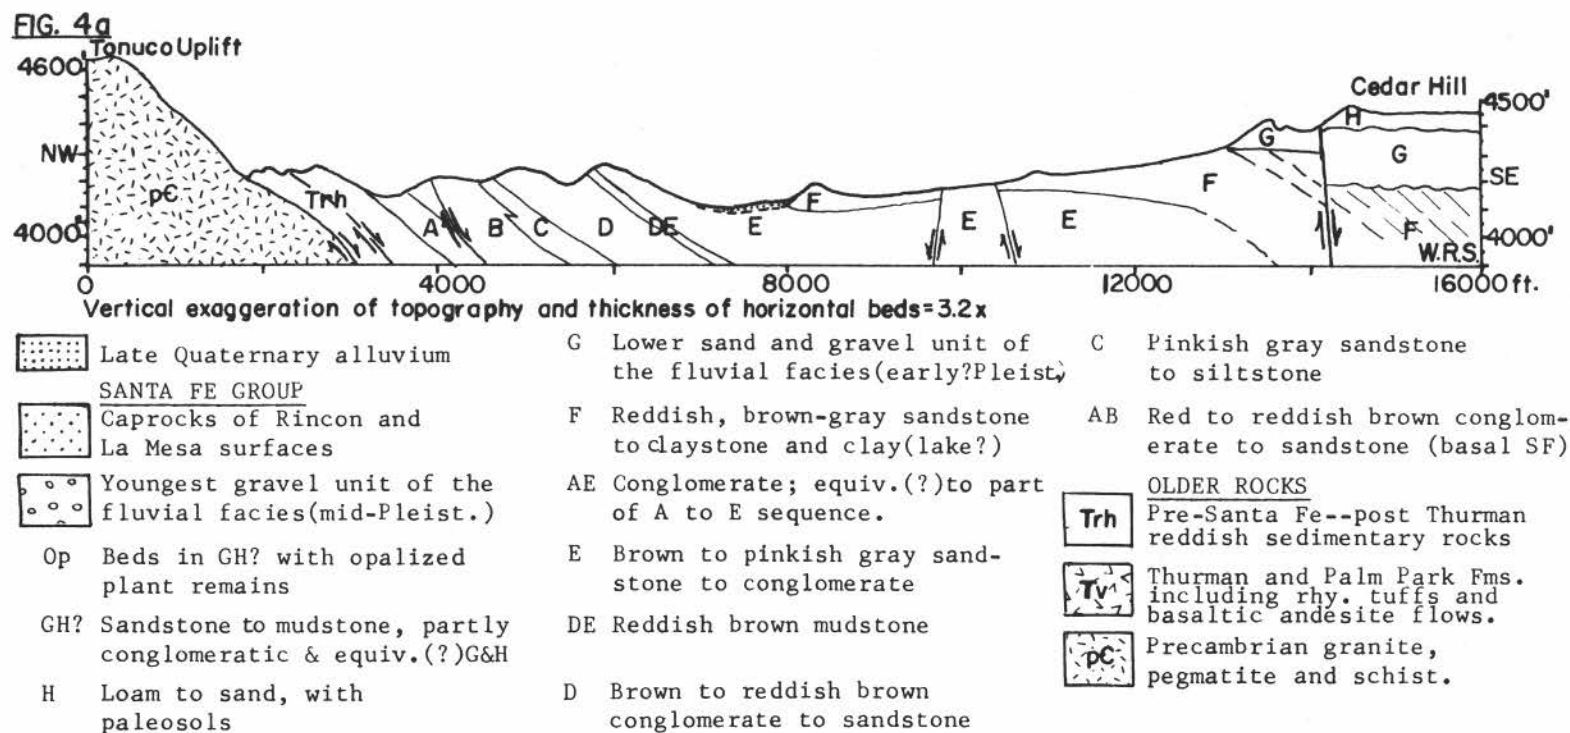 FIG. 4a
Tonuco Uplift
4600'
NW
4000'
pЄ
Trh
A
B
C
D
DE
E
F
E
E
F
G
H
G
F
Cedar Hill
4500'
SE
4000'
W.R.S.
0
4000
8000
12000
16000 ft.
Vertical exaggeration of topography and thickness of horizontal beds=3.2x
Late Quaternary alluvium
SANTA FE GROUP
Caprocks of Rincon and
La Mesa surfaces
Youngest gravel unit of the
fluvial facies(mid-Pleist.)
Op Beds in GH? with opalized
plant remains
GH? Sandstone to mudstone, partly
conglomeratic & equiv.(?)G&H
H Loam to sand, with
paleosols
G Lower sand and gravel unit of
the fluvial facies(early?Pleist.)
F Reddish, brown-gray sandstone
to claystone and clay(lake?)
AE Conglomerate; equiv.(?)to part
of A to E sequence.
E Brown to pinkish gray sand-
stone to conglomerate
DE Reddish brown mudstone
D Brown to reddish brown
conglomerate to sandstone
C Pinkish gray sandstone
to siltstone
AB Red to reddish brown conglom-
erate to sandstone (basal SF)
OLDER ROCKS
Trh Pre-Santa Fe--post Thurman
reddish sedimentary rocks
Tv Thurman and Palm Park Fms.
including rhy. tuffs and
basaltic andesite flows.
pЄ Precambrian granite,
pegmatite and schist.